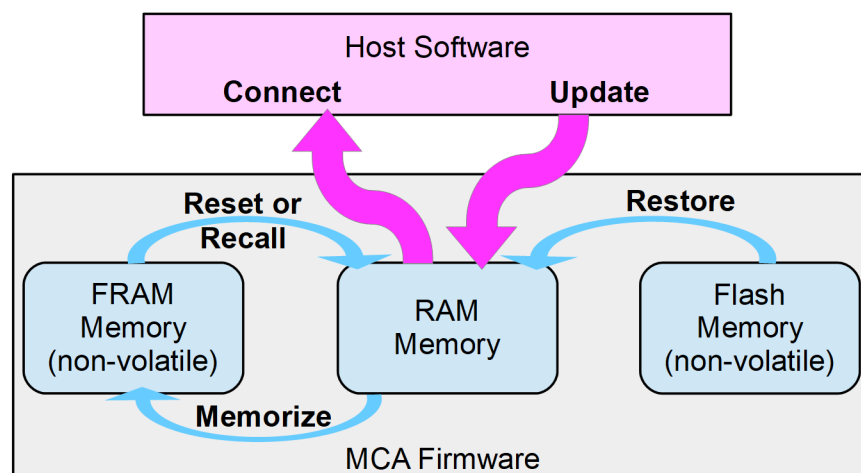 Host Software
Connect
Update
Reset or
Recall
Restore
FRAM
Memory
(non-volatile)
RAM
Memory
Flash
Memory
(non-volatile)
Memorize
MCA Firmware